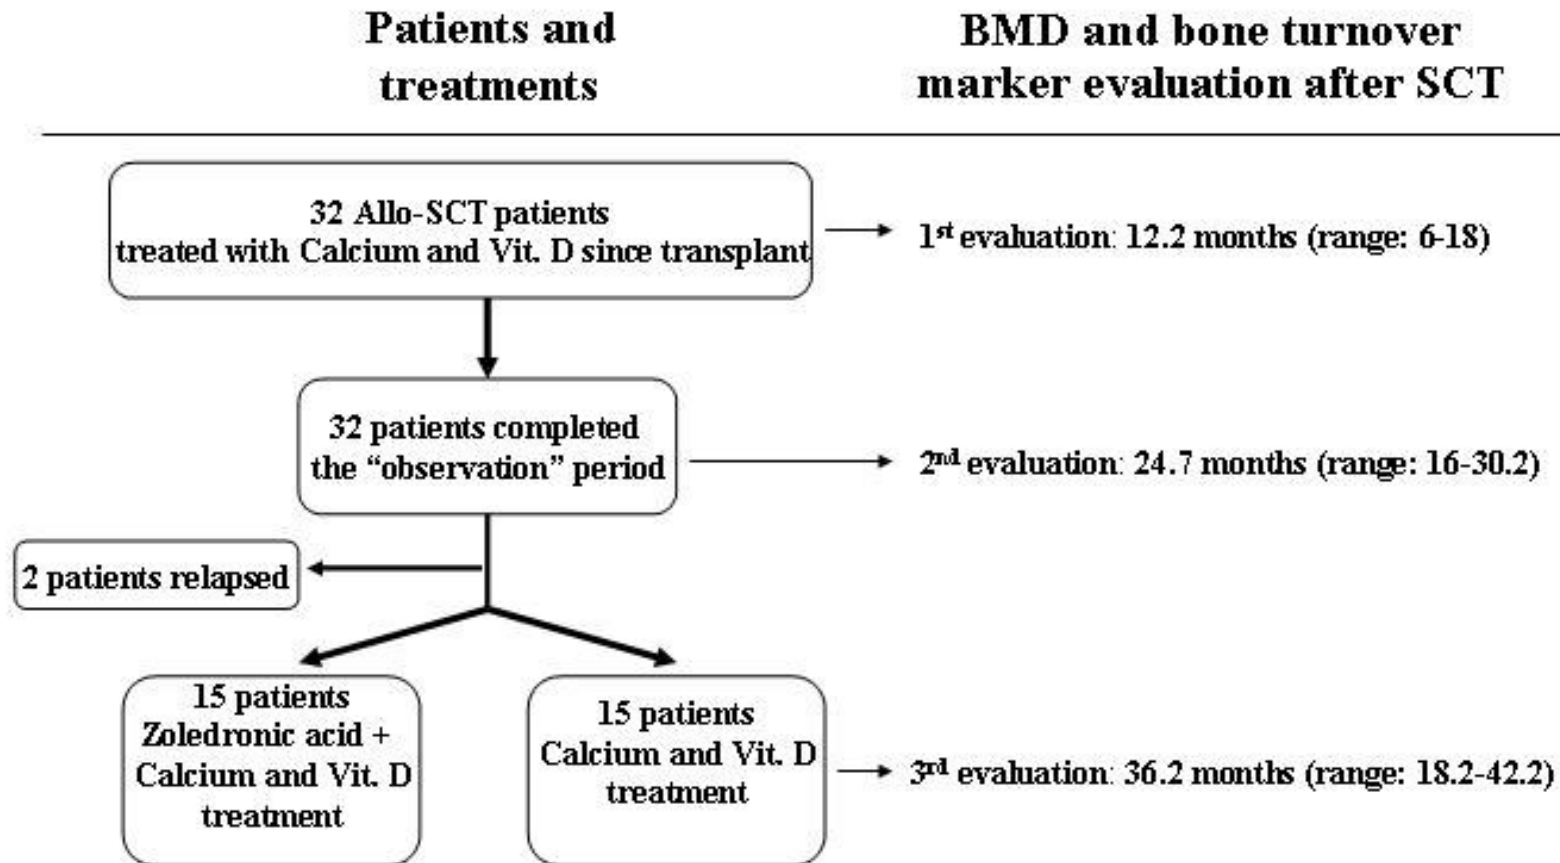 Patients and
treatments
BMD and bone turnover
marker evaluation after SCT
32 Allo-SCT patients
treated with Calcium and Vit. D since transplant
1st evaluation: 12.2 months (range: 6-18)
32 patients completed
the “observation” period
2nd evaluation: 24.7 months (range: 16-30.2)
2 patients relapsed
15 patients
Zoledronic acid +
Calcium and Vit. D
treatment
15 patients
Calcium and Vit. D
treatment
3rd evaluation: 36.2 months (range: 18.2-42.2)